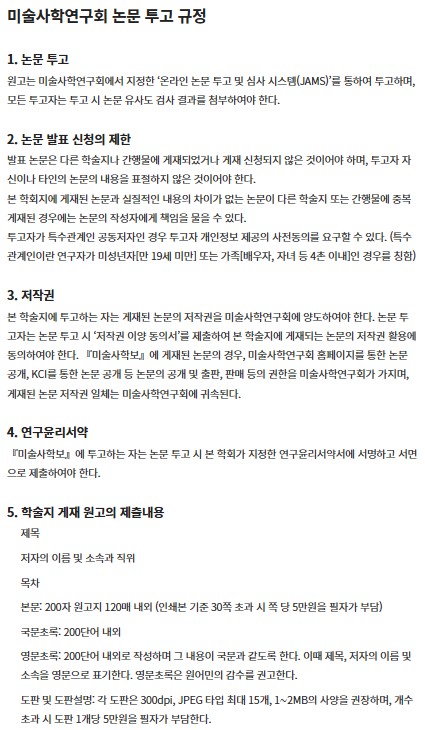 미술사학연구회 논문 투고 규정
1. 논문 투고
원고는 미술사학연구회에서 지정한 ‘온라인 논문 투고 및 심사 시스템(JAMS)’를 통하여 투고하며,
모든 투고자는 투고 시 논문 유사도 검사 결과를 첨부하여야 한다.
2. 논문 발표 신청의 제한
발표 논문은 다른 학술지나 간행물에 게재되었거나 게재 신청되지 않은 것이어야 하며, 투고자 자
신이나 타인의 논문의 내용을 표절하지 않은 것이어야 한다.
본 학회지에 게재된 논문과 실질적인 내용의 차이가 없는 논문이 다른 학술지 또는 간행물에 중복
게재된 경우에는 논문의 작성자에게 책임을 물을 수 있다.
투고자가 특수관계인 공동저자인 경우 투고자 개인정보 제공의 사전동의를 요구할 수 있다. (특수
관계인이란 연구자가 미성년자[만 19세 미만] 또는 가족[배우자, 자녀 등 4촌 이내]인 경우를 칭함)
3. 저작권
본 학술지에 투고하는 자는 게재된 논문의 저작권을 미술사학연구회에 양도하여야 한다. 논문 투
고자는 논문 투고 시 ‘저작권 이양 동의서’를 제출하여 본 학술지에 게재되는 논문의 저작권 활용에
동의하여야 한다. 『미술사학보』에 게재된 논문의 경우, 미술사학연구회 홈페이지를 통한 논문
공개, KCI를 통한 논문 공개 등 논문의 공개 및 출판, 판매 등의 권한을 미술사학연구회가 가지며,
게재된 논문 저작권 일체는 미술사학연구회에 귀속된다.
4. 연구윤리서약
『미술사학보』에 투고하는 자는 논문 투고 시 본 학회가 지정한 연구윤리서약서에 서명하고 서면
으로 제출하여야 한다.
5. 학술지 게재 원고의 제출내용
제목
저자의 이름 및 소속과 직위
목차
본문: 200자 원고지 120매 내외 (인쇄본 기준 30쪽 초과 시 쪽 당 5만원을 필자가 부담)
국문초록: 200단어 내외
영문초록: 200단어 내외로 작성하며 그 내용이 국문과 같도록 한다. 이때 제목, 저자의 이름 및
소속을 영문으로 표기한다. 영문초록은 원어민의 감수를 권고한다.
도판 및 도판설명: 각 도판은 300dpi, JPEG 타입 최대 15개, 1~2MB의 사양을 권장하며, 개수
초과 시 도판 1개당 5만원을 필자가 부담한다.